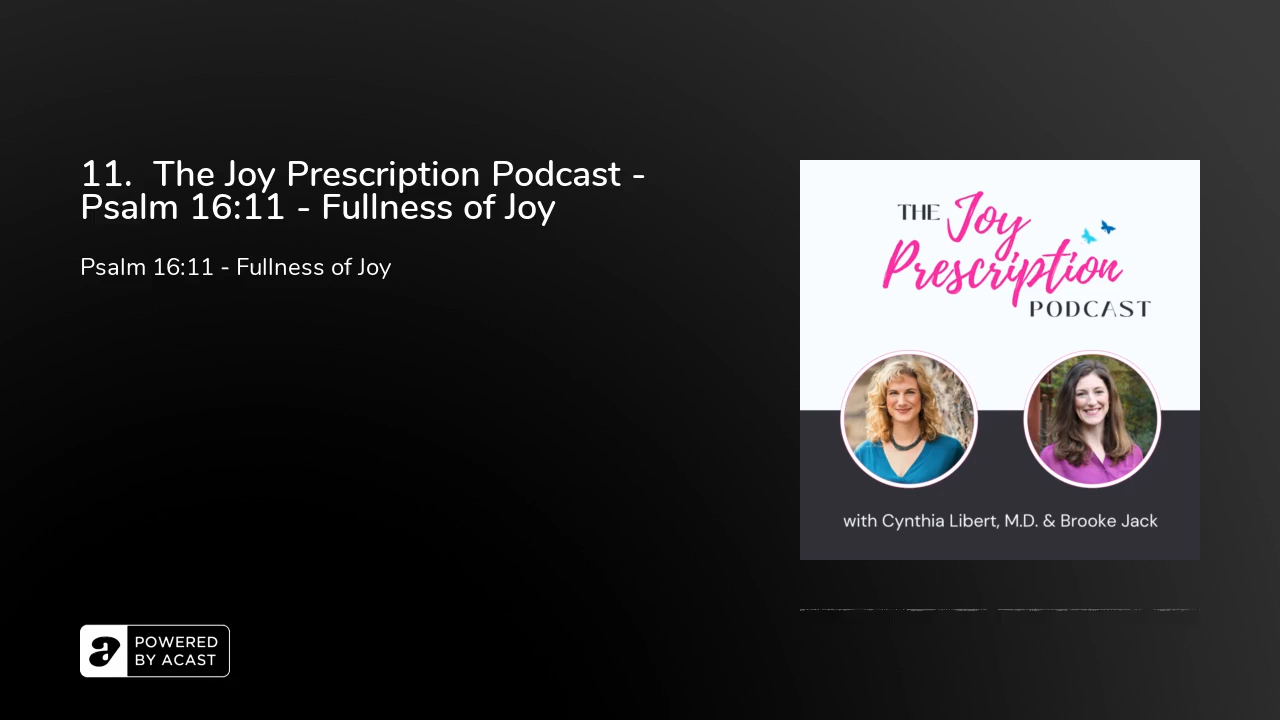 11.  The Joy Prescription Podcast -
Psalm 16:11 - Fullness of Joy
Psalm 16:11 - Fullness of Joy
THE Joy
Prescription
PODCAST
with Cynthia Libert, M.D. & Brooke Jack
POWERED
BY ACAST